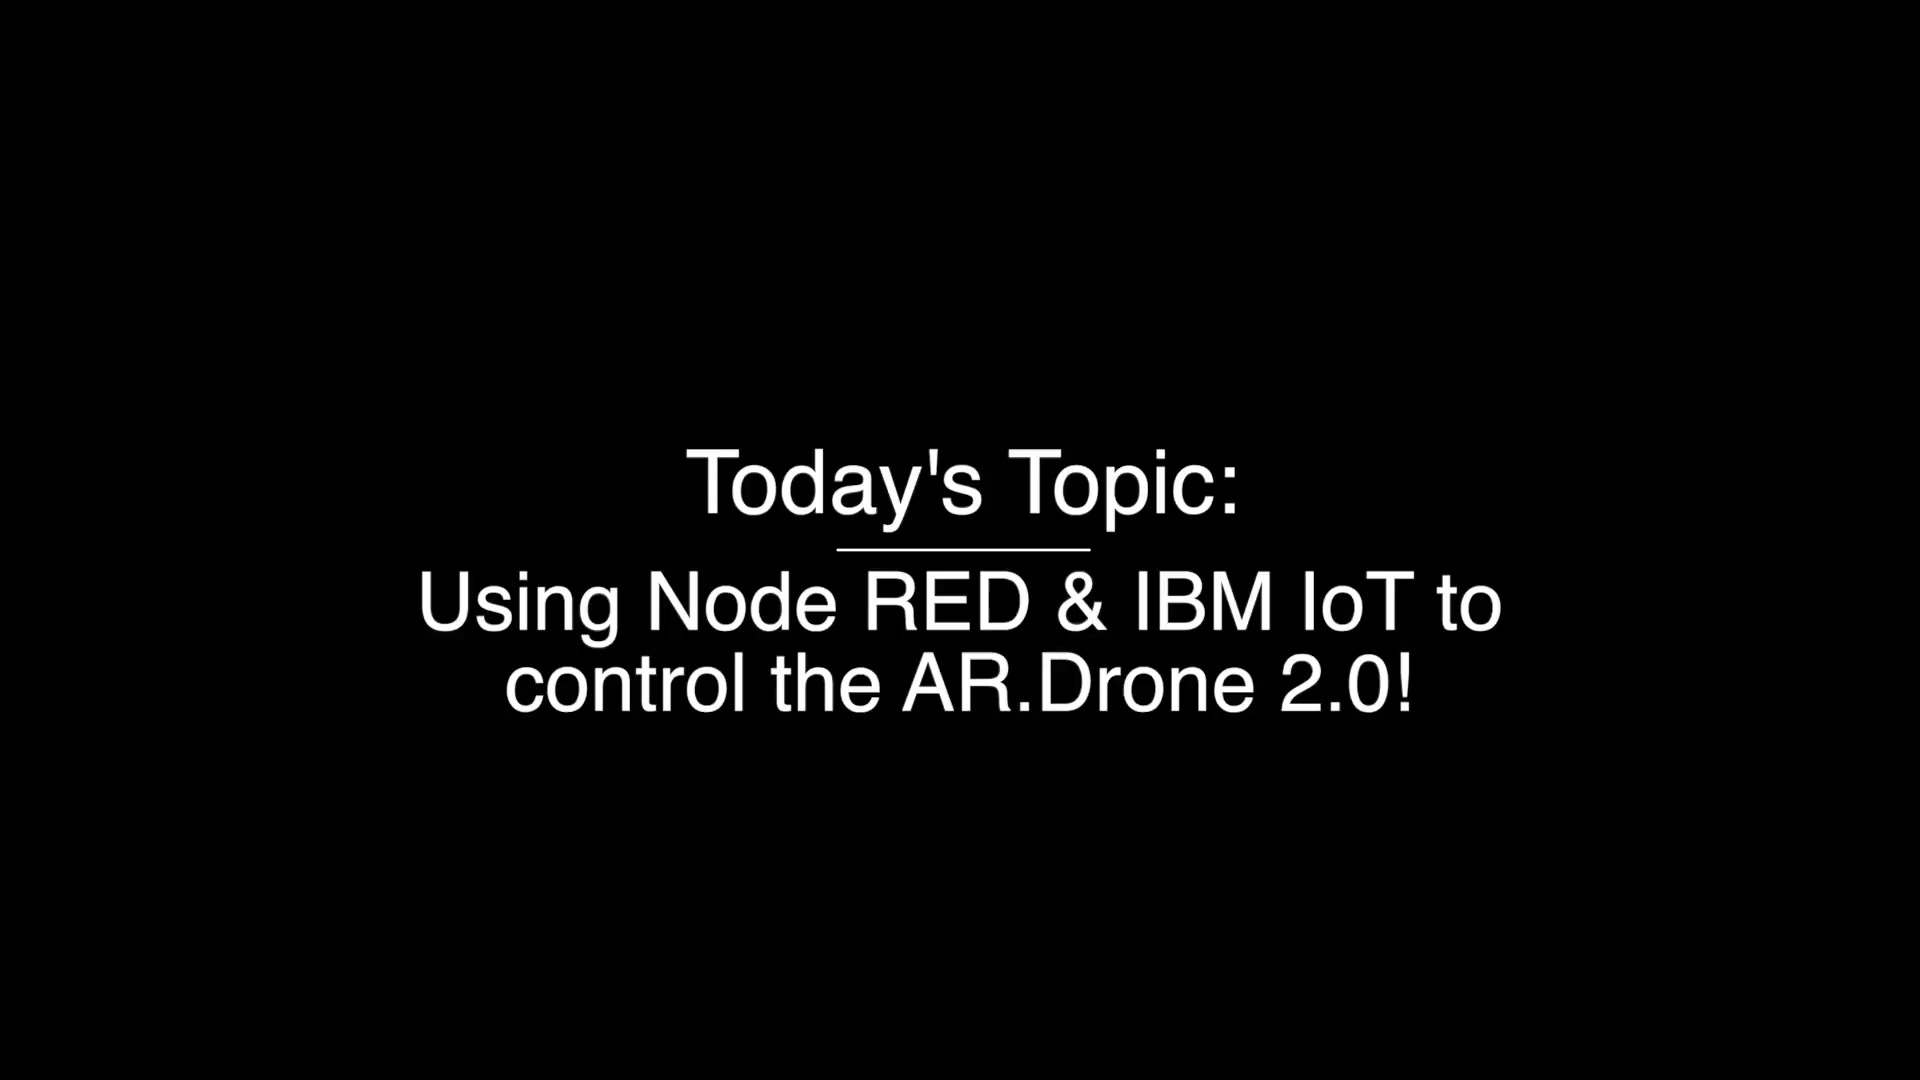 Today's Topic:
Using Node RED & IBM IoT to
control the AR.Drone 2.0!